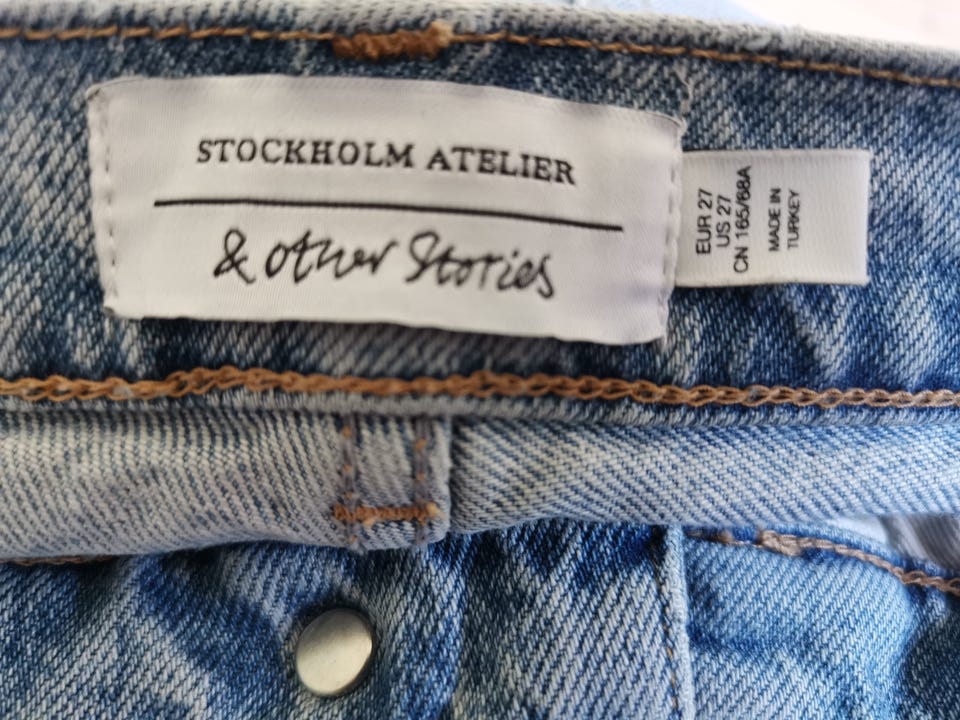 STOCKHOLM ATELIER
& other Stories
EUR 27
US 27
CN 165/68A
MADE IN
TURKEY